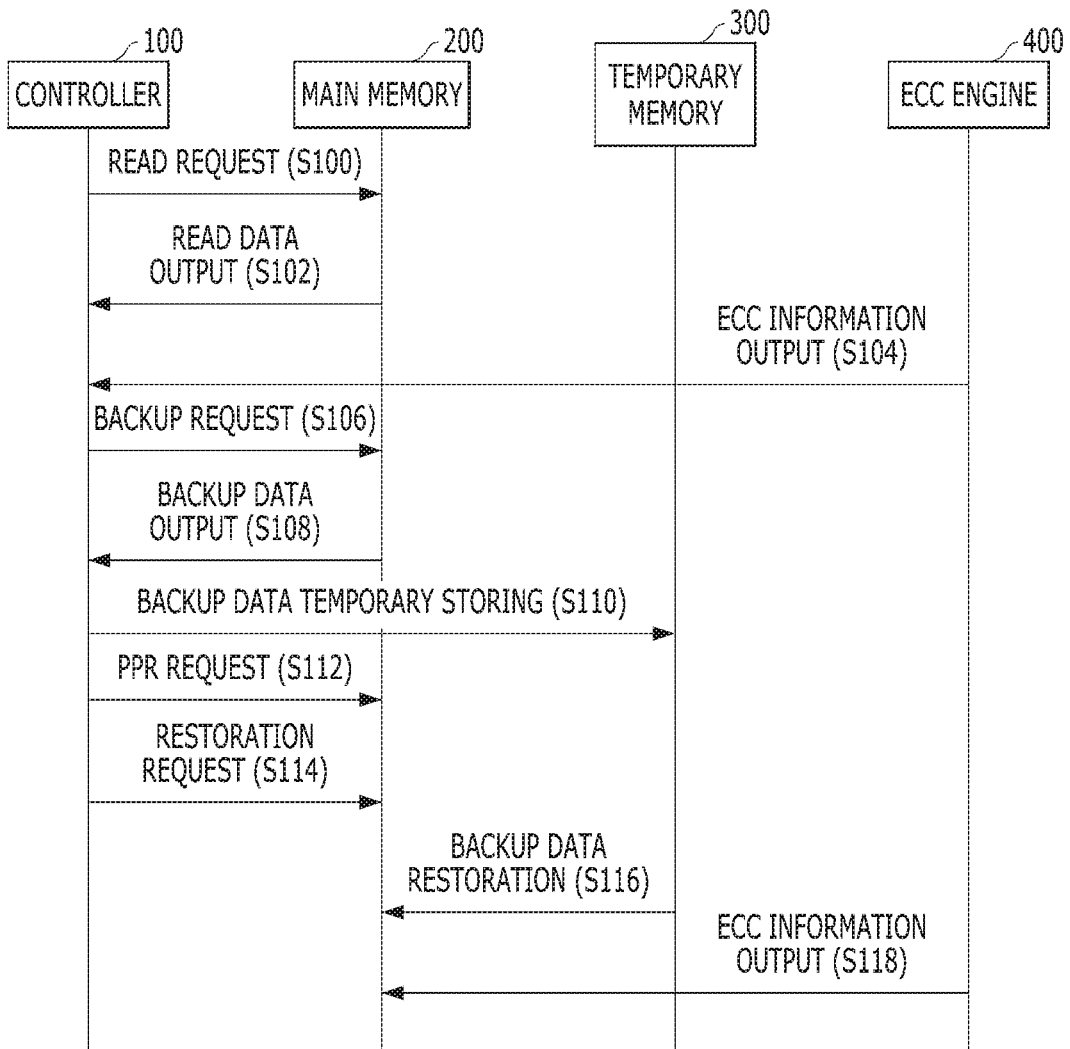 100
200
300
400
CONTROLLER
MAIN MEMORY
TEMPORARY
MEMORY
ECC ENGINE
READ REQUEST (S100)
READ DATA
OUTPUT (S102)
ECC INFORMATION
OUTPUT (S104)
BACKUP REQUEST (S106)
BACKUP DATA
OUTPUT (S108)
BACKUP DATA TEMPORARY STORING (S110)
PPR REQUEST (S112)
RESTORATION
REQUEST (S114)
BACKUP DATA
RESTORATION (S116)
ECC INFORMATION
OUTPUT (S118)